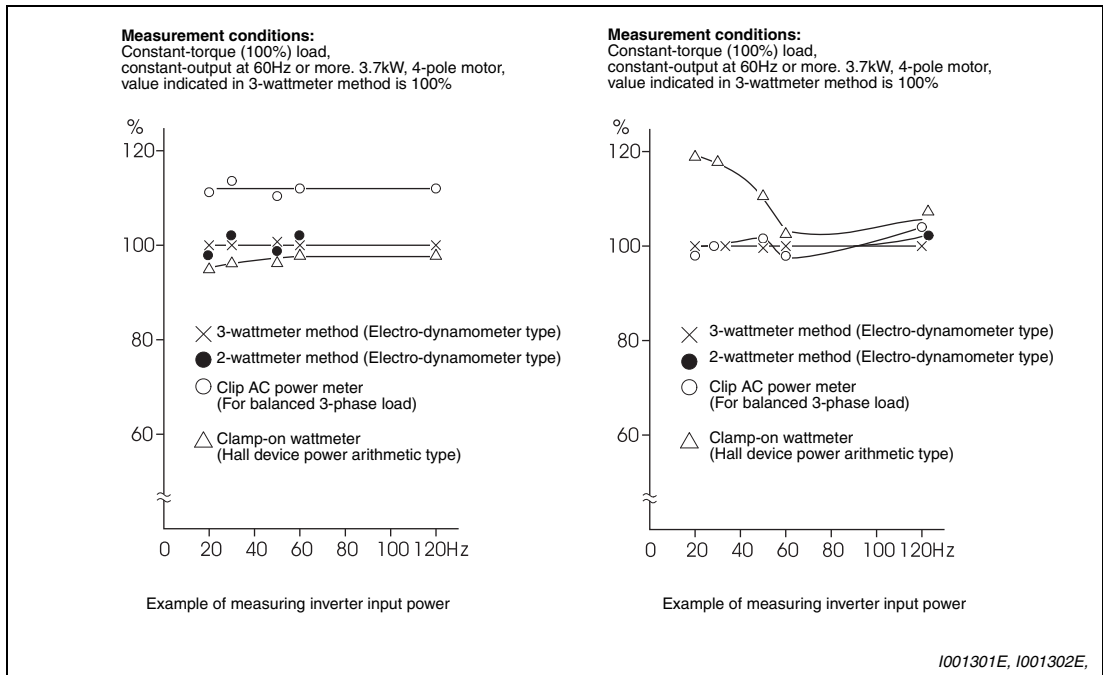 Measurement conditions:
Constant-torque (100%) load,
constant-output at 60Hz or more. 3.7kW, 4-pole motor,
value indicated in 3-wattmeter method is 100%
%
120
100
80
60
3-wattmeter method (Electro-dynamometer type)
2-wattmeter method (Electro-dynamometer type)
Clip AC power meter
(For balanced 3-phase load)
Clamp-on wattmeter
(Hall device power arithmetic type)
0 20 40 60 80 100 120Hz
Example of measuring inverter input power
Measurement conditions:
Constant-torque (100%) load,
constant-output at 60Hz or more. 3.7kW, 4-pole motor,
value indicated in 3-wattmeter method is 100%
%
120
100
80
60
3-wattmeter method (Electro-dynamometer type)
2-wattmeter method (Electro-dynamometer type)
Clip AC power meter
(For balanced 3-phase load)
Clamp-on wattmeter
(Hall device power arithmetic type)
0 20 40 60 80 100 120Hz
Example of measuring inverter input power
I001301E, I001302E,